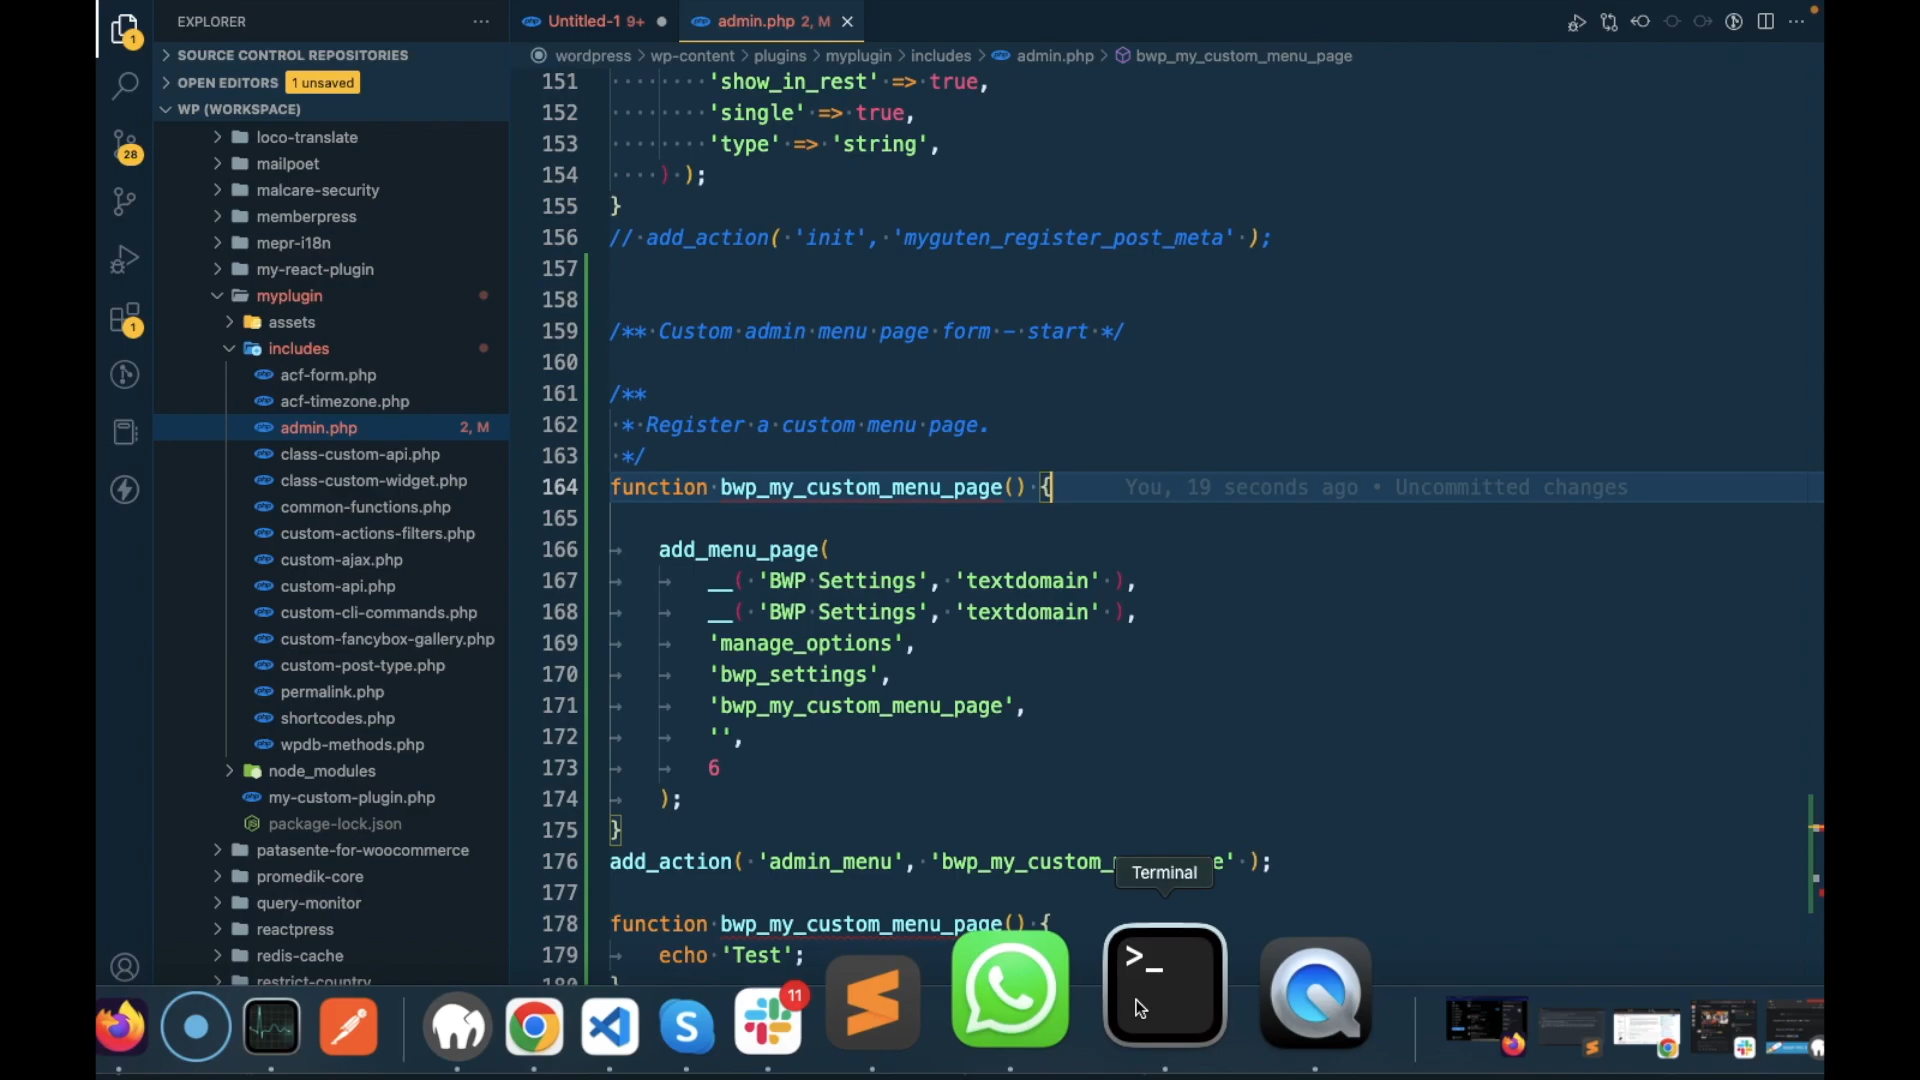 EXPLORER
SOURCE CONTROL REPOSITORIES
OPEN EDITORS 1 unsaved
WP (WORKSPACE)
loco-translate
mailpoet
malcare-security
memberpress
mepr-i18n
my-react-plugin
myplugin
assets
includes
acf-form.php
acf-timezone.php
admin.php 2, M
class-custom-api.php
class-custom-widget.php
common-functions.php
custom-actions-filters.php
custom-ajax.php
custom-api.php
custom-cli-commands.php
custom-fancybox-gallery.php
custom-post-type.php
permalink.php
shortcodes.php
wpdb-methods.php
node_modules
my-custom-plugin.php
package-lock.json
patasente-for-woocommerce
promedik-core
query-monitor
reactpress
redis-cache
restrict-country
1
28
1
Untitled-1 9+
admin.php 2, M
wordpress > wp-content > plugins > myplugin > includes > admin.php > bwp_my_custom_menu_page
151 'show_in_rest' => true,
152 'single' => true,
153 'type' => 'string',
154 ) );
155 }
156 // add_action( 'init', 'myguten_register_post_meta' );
157
158
159 /** Custom admin menu page form - start */
160
161 /**
162 * Register a custom menu page.
163 */
164 function bwp_my_custom_menu_page() { You, 19 seconds ago • Uncommitted changes
165
166 add_menu_page(
167 __( 'BWP Settings', 'textdomain' ),
168 __( 'BWP Settings', 'textdomain' ),
169 'manage_options',
170 'bwp_settings',
171 'bwp_my_custom_menu_page',
172 '',
173 6
174 );
175 }
176 add_action( 'admin_menu', 'bwp_my_custom_ e' );
177
178 function bwp_my_custom_menu_page() {
179 echo 'Test';
Terminal
11